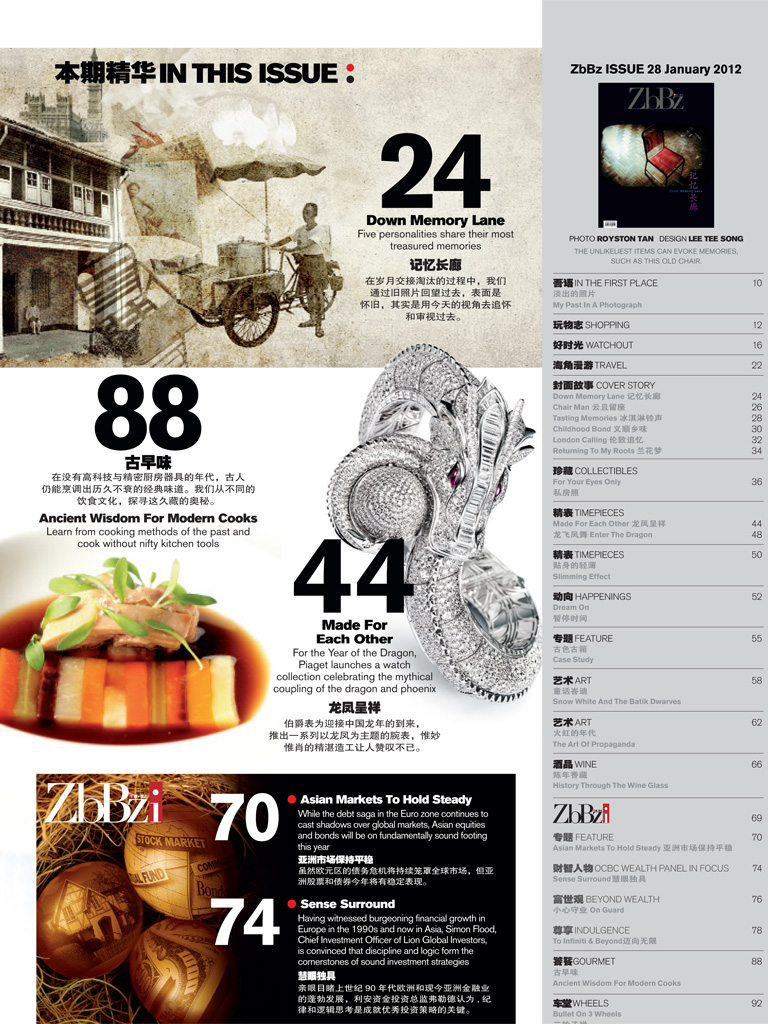 本期精华 IN THIS ISSUE :
24
Down Memory Lane
Five personalities share their most
treasured memories
记忆长廊
在岁月交接淘汰的过程中，我们
通过旧照片回望过去，表面是
怀旧，其实是用今天的视角去追怀
和审视过去。
88
古早味
在没有高科技与精密厨房器具的年代，古人
仍能烹调出历久不衰的经典味道。我们从不同的
饮食文化，探寻这久藏的奥秘。
Ancient Wisdom For Modern Cooks
Learn from cooking methods of the past and
cook without nifty kitchen tools
44
Made For
Each Other
For the Year of the Dragon,
Piaget launches a watch
collection celebrating the mythical
coupling of the dragon and phoenix
龙凤呈祥
伯爵表为迎接中国龙年的到来，
推出一系列以龙凤为主题的腕表，惟妙
惟肖的精湛造工让人赞叹不已。
ZbBzi
STOCK MARKET
COMM
FUND
Bond
70
Asian Markets To Hold Steady
While the debt saga in the Euro zone continues to
cast shadows over global markets, Asian equities
and bonds will be on fundamentally sound footing
this year
亚洲市场保持平稳
虽然欧元区的债务危机将持续笼罩全球市场，但亚
洲股票和债券今年将有稳定表现。
74
Sense Surround
Having witnessed burgeoning financial growth in
Europe in the 1990s and now in Asia, Simon Flood,
Chief Investment Officer of Lion Global Investors,
is convinced that discipline and logic form the
cornerstones of sound investment strategies
慧眼独具
亲眼目睹上世纪 90 年代欧洲和现今亚洲金融业
的蓬勃发展，利安资金投资总监弗勒德认为，纪
律和逻辑思考是成就优秀投资策略的关键。
ZbBz ISSUE 28 January 2012
ZbBz
记忆长廊
PHOTO ROYSTON TAN DESIGN LEE TEE SONG
THE UNLIKELIEST ITEMS CAN EVOKE MEMORIES,
SUCH AS THIS OLD CHAIR.
吾语 IN THE FIRST PLACE 10
淡出的照片
My Past In A Photograph
玩物志 SHOPPING 12
好时光 WATCHOUT 16
海角漫游 TRAVEL 22
封面故事 COVER STORY
Down Memory Lane 记忆长廊 24
Chair Man 云且留座 26
Tasting Memories 冰淇淋铃声 28
Childhood Bond 义顺乡味 30
London Calling 伦敦追忆 32
Returning To My Roots 兰花梦 34
珍藏 COLLECTIBLES
For Your Eyes Only 36
私房照
精表 TIMEPIECES
Made For Each Other 龙凤呈祥 44
龙飞凤舞 Enter The Dragon 48
精表 TIMEPIECES 50
贴身的轻薄
Slimming Effect
动向 HAPPENINGS 52
Dream On
暂停时间
专题 FEATURE 55
古色古箱
Case Study
艺术 ART 58
童话峇迪
Snow White And The Batik Dwarves
艺术 ART 62
火红的年代
The Art Of Propaganda
酒品 WINE 66
陈年香藏
History Through The Wine Glass
ZbBzi 69
专题 FEATURE 70
Asian Markets To Hold Steady 亚洲市场保持平稳
财智人物 OCBC WEALTH PANEL IN FOCUS 74
Sense Surround 慧眼独具
富世观 BEYOND WEALTH 76
小心守业 On Guard
尊享 INDULGENCE 78
To Infiniti & Beyond 迈向无限
饕餮 GOURMET 88
古早味
Ancient Wisdom For Modern Cooks
车堂 WHEELS 92
Bullet On 3 Wheels